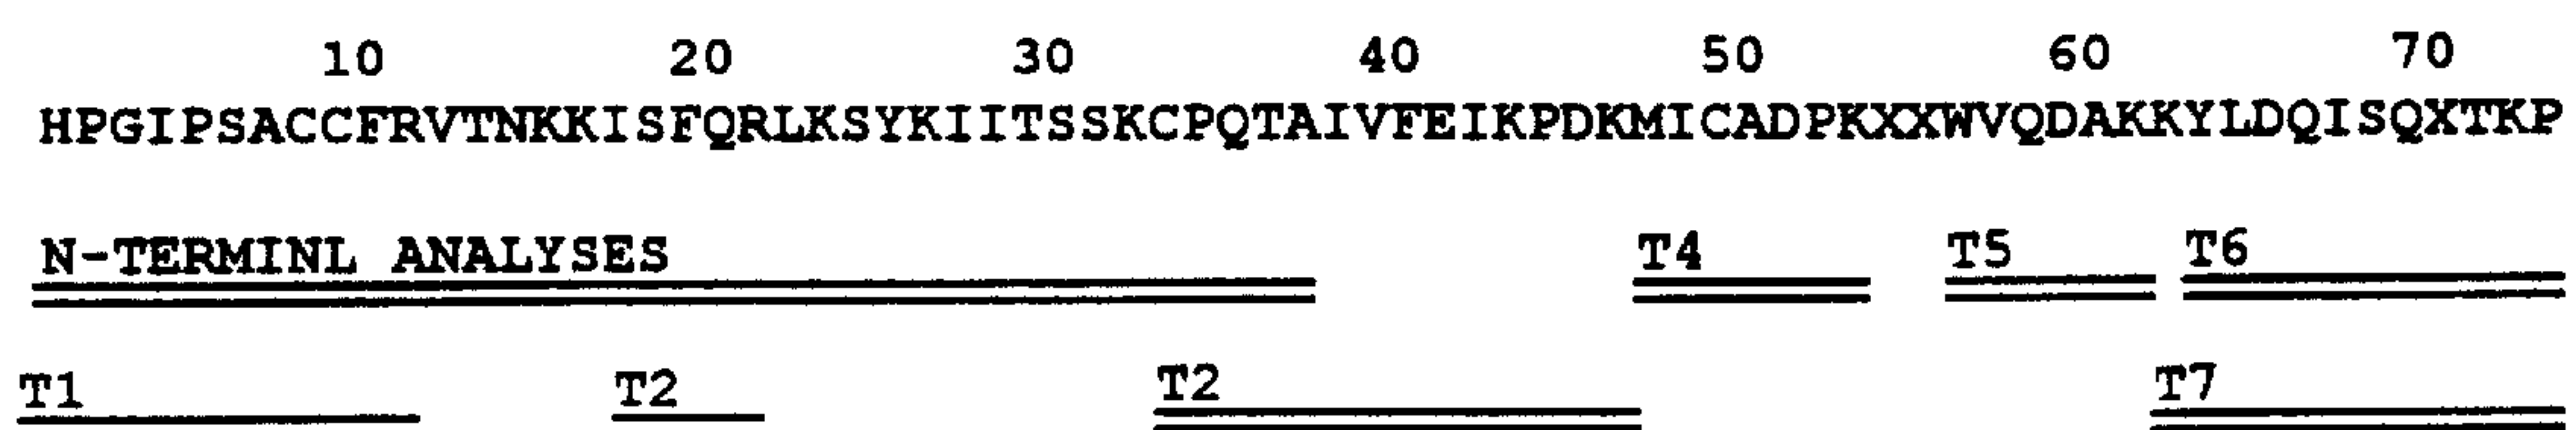 10 20 30 40 50 60 70
HPGIPSACCFRVTNKKISFQRLKSYKIITSSKCPQTAIVFEIKPDKMICADPKXXWVQDAKKYLDQISQXTKP
N-TERMINL ANALYSES T4 T5 T6
T1 T2 T2 T7